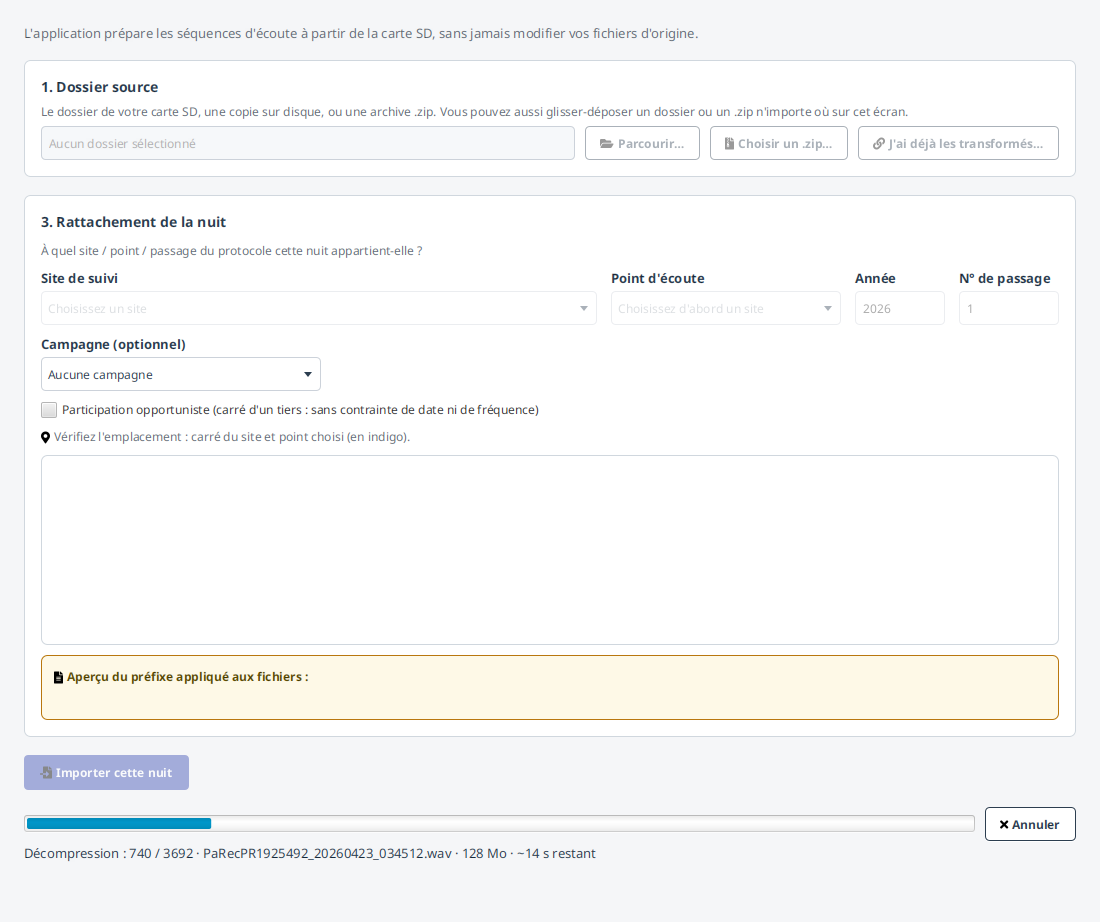 L'application prépare les séquences d'écoute à partir de la carte SD, sans jamais modifier vos fichiers d'origine.
1. Dossier source
Le dossier de votre carte SD, une copie sur disque, ou une archive .zip. Vous pouvez aussi glisser-déposer un dossier ou un .zip n'importe où sur cet écran.
Aucun dossier sélectionné
Parcourir...
Choisir un .zip...
J'ai déjà les transformés...
3. Rattachement de la nuit
À quel site / point / passage du protocole cette nuit appartient-elle ?
Site de suivi
Point d'écoute
Année
N° de passage
Choisissez un site
Choisissez d'abord un site
2026
1
Campagne (optionnel)
Aucune campagne
Participation opportuniste (carré d'un tiers : sans contrainte de date ni de fréquence)
Vérifiez l'emplacement : carré du site et point choisi (en indigo).
Aperçu du préfixe appliqué aux fichiers :
Importer cette nuit
Annuler
Décompression : 740 / 3692 · PaRecPR1925492_20260423_034512.wav · 128 Mo · ~14 s restant